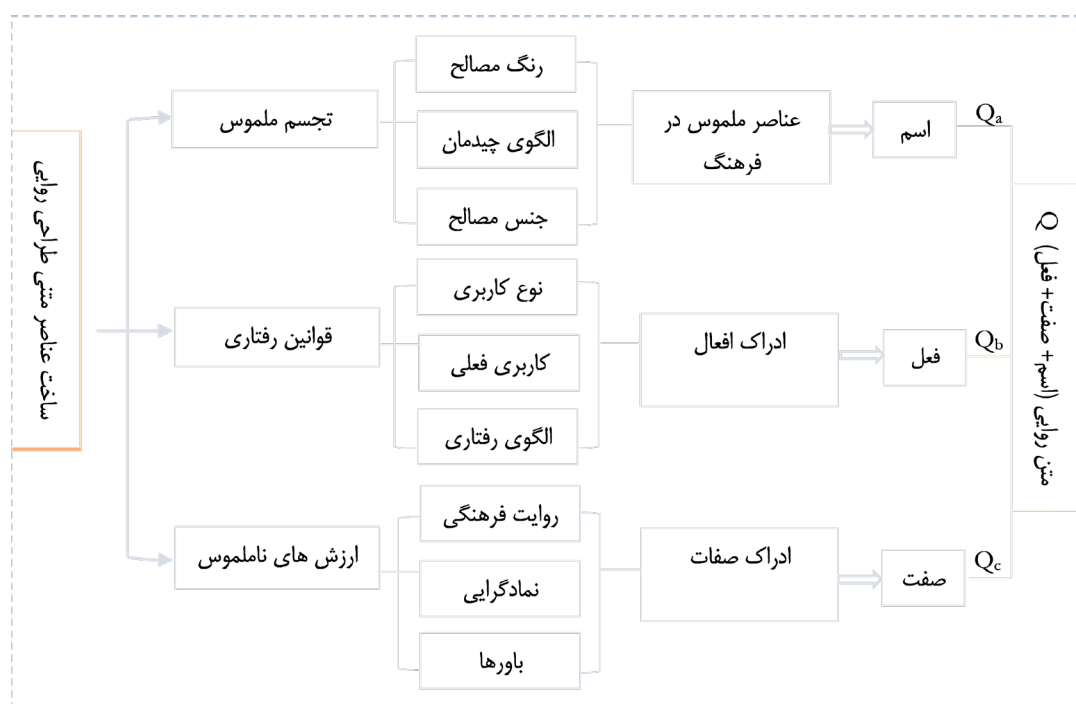 متن روایی (اسم+ صفت+ فعل) Q
Qa
اسم
عناصر ملموس در
فرهنگ
رنگ مصالح
الگوی چیدمان
جنس مصالح
تجسم ملموس
Qb
فعل
ادراک افعال
نوع کاربری
کاربری فعلی
الگوی رفتاری
قوانین رفتاری
Qc
صفت
ادراک صفات
روایت فرهنگی
نمادگرایی
باورها
ارزش های ناملموس
ساخت عناصر متنی طراحی روایی